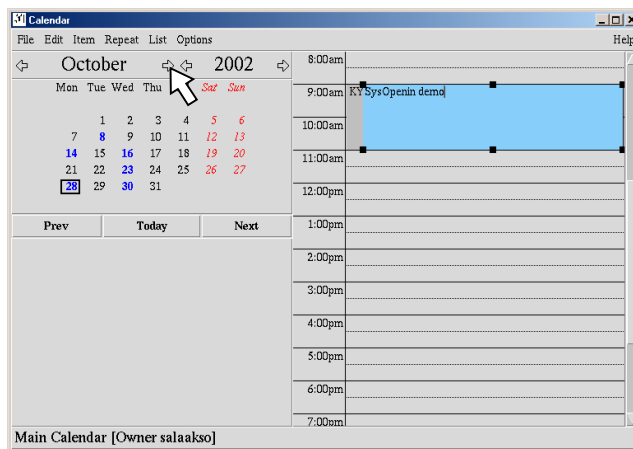 Calendar
File Edit Item Repeat List Options Help
October 2002
Mon Tue Wed Thu Sat Sun
1 2 3 4 5 6
7 8 9 10 11 12 13
14 15 16 17 18 19 20
21 22 23 24 25 26 27
28 29 30 31
Prev Today Next
8:00am
9:00am KYSysOpenin demo
10:00am
11:00am
12:00pm
1:00pm
2:00pm
3:00pm
4:00pm
5:00pm
6:00pm
7:00pm
Main Calendar [Owner salaakso]